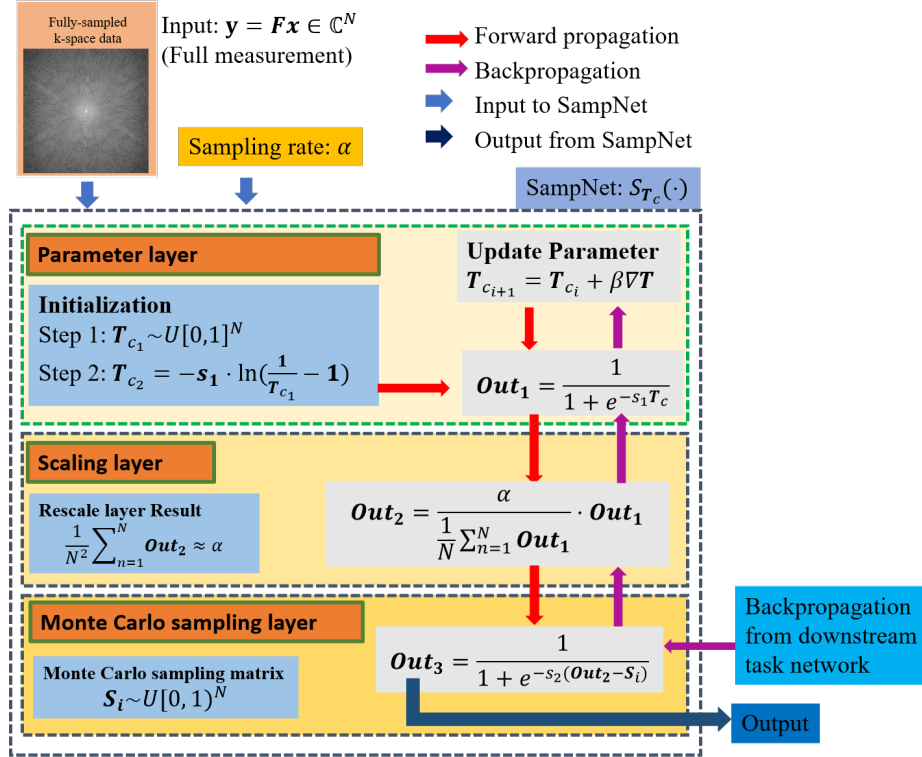 Fully-sampled
k-space data
Input: 𝐲 = 𝑭𝒙 ∈ ℂ^N
(Full measurement)
Forward propagation
Backpropagation
Input to SampNet
Output from SampNet
Sampling rate: α
SampNet: S_{𝑻_c}(·)
Parameter layer
Initialization
Step 1: 𝑻_{c_1}~U[0,1]^N
Step 2: 𝑻_{c_2} = −𝒔_𝟏 · ln(𝟏/𝑻_{c_1} − 𝟏)
Update Parameter
𝑻_{c_{i+1}} = 𝑻_{c_i} + β∇𝑻
𝑶𝒖𝒕_1 = 1/(1 + e^{−s_1𝑻_c})
Scaling layer
Rescale layer Result
1/N^2 ∑_{n=1}^N 𝑶𝒖𝒕_2 ≈ α
𝑶𝒖𝒕_2 = α/(1/N ∑_{n=1}^N 𝑶𝒖𝒕_1) · 𝑶𝒖𝒕_1
Monte Carlo sampling layer
Monte Carlo sampling matrix
𝑺_𝒊~U[0, 1)^N
𝑶𝒖𝒕_3 = 1/(1 + e^{−s_2(𝑶𝒖𝒕_2−𝑺_i)})
Backpropagation
from downstream
task network
Output